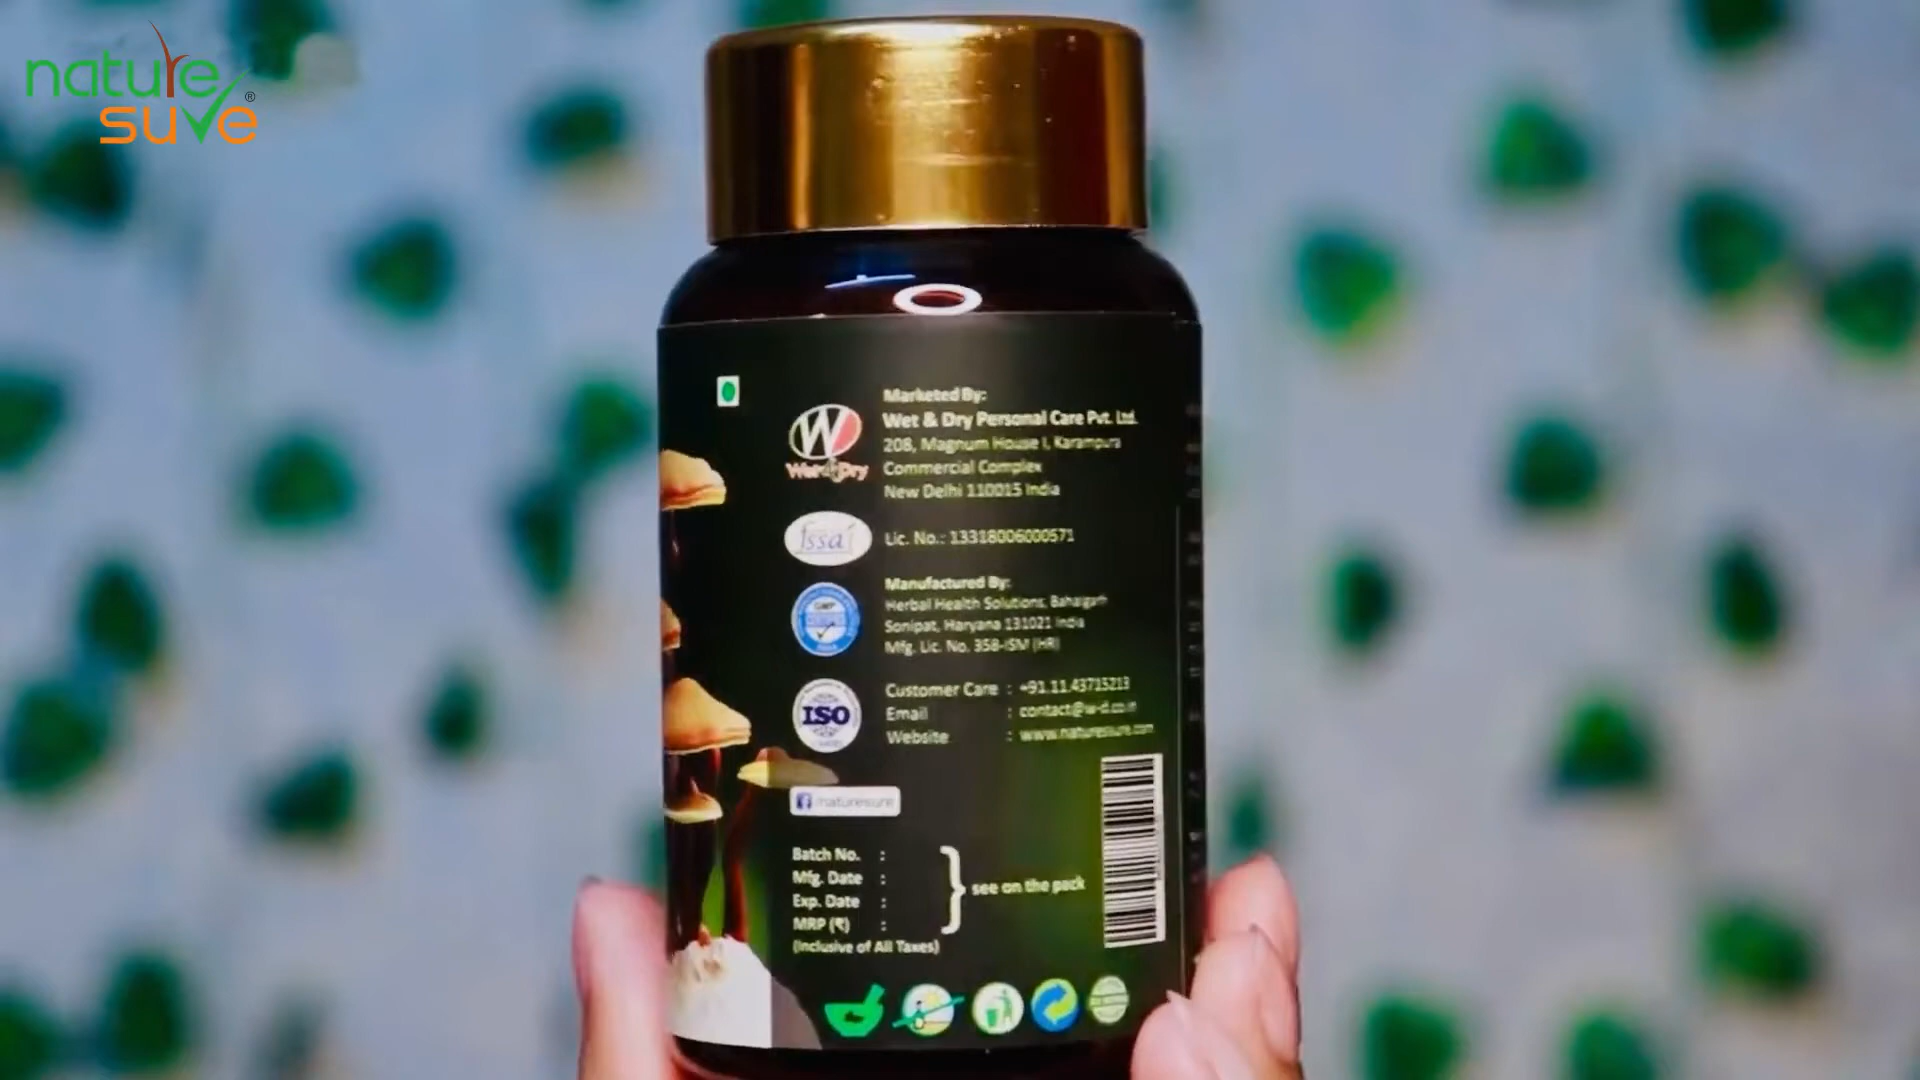 nature
sure®
Marketed By:
Wet & Dry Personal Care Pvt. Ltd.
208, Magnum House I, Karampura
Commercial Complex
New Delhi 110015 India
Wet & Dry
fssai
Lic. No.: 13318006000571
Manufactured By:
Herbal Health Solutions, Bahalgarh
Sonipat, Haryana 131021 India
Mfg. Lic. No. 358-ISM (HR)
GMP
ISO
Customer Care : +91.11.43715213
Email : contact@w-d.co.in
Website : www.naturessure.com
/naturesure
Batch No. :
Mfg. Date :
Exp. Date :
MRP (₹) :
(Inclusive of All Taxes)
see on the pack